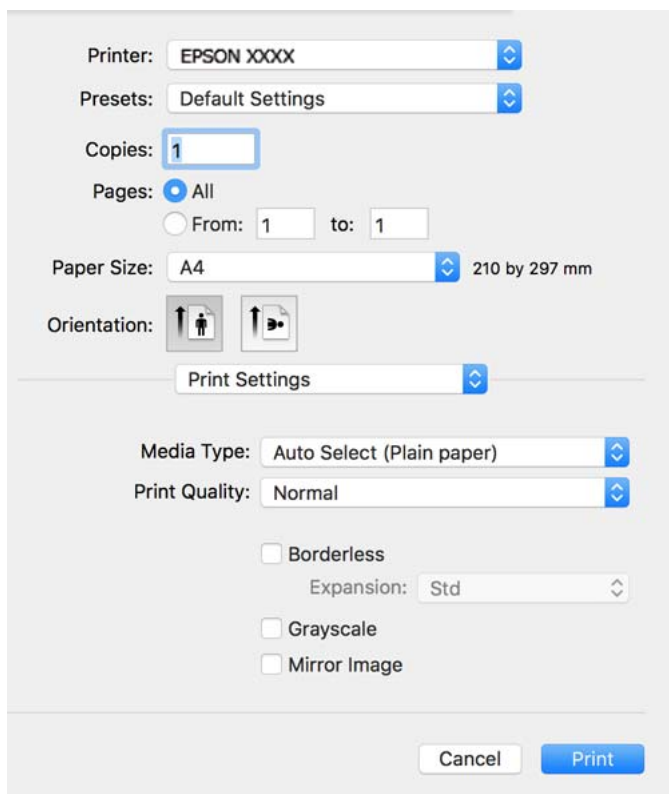 Printer: EPSON XXXX
Presets: Default Settings
Copies: 1
Pages: All
From: 1 to: 1
Paper Size: A4 210 by 297 mm
Orientation:
Print Settings
Media Type: Auto Select (Plain paper)
Print Quality: Normal
Borderless
Expansion: Std
Grayscale
Mirror Image
Cancel Print